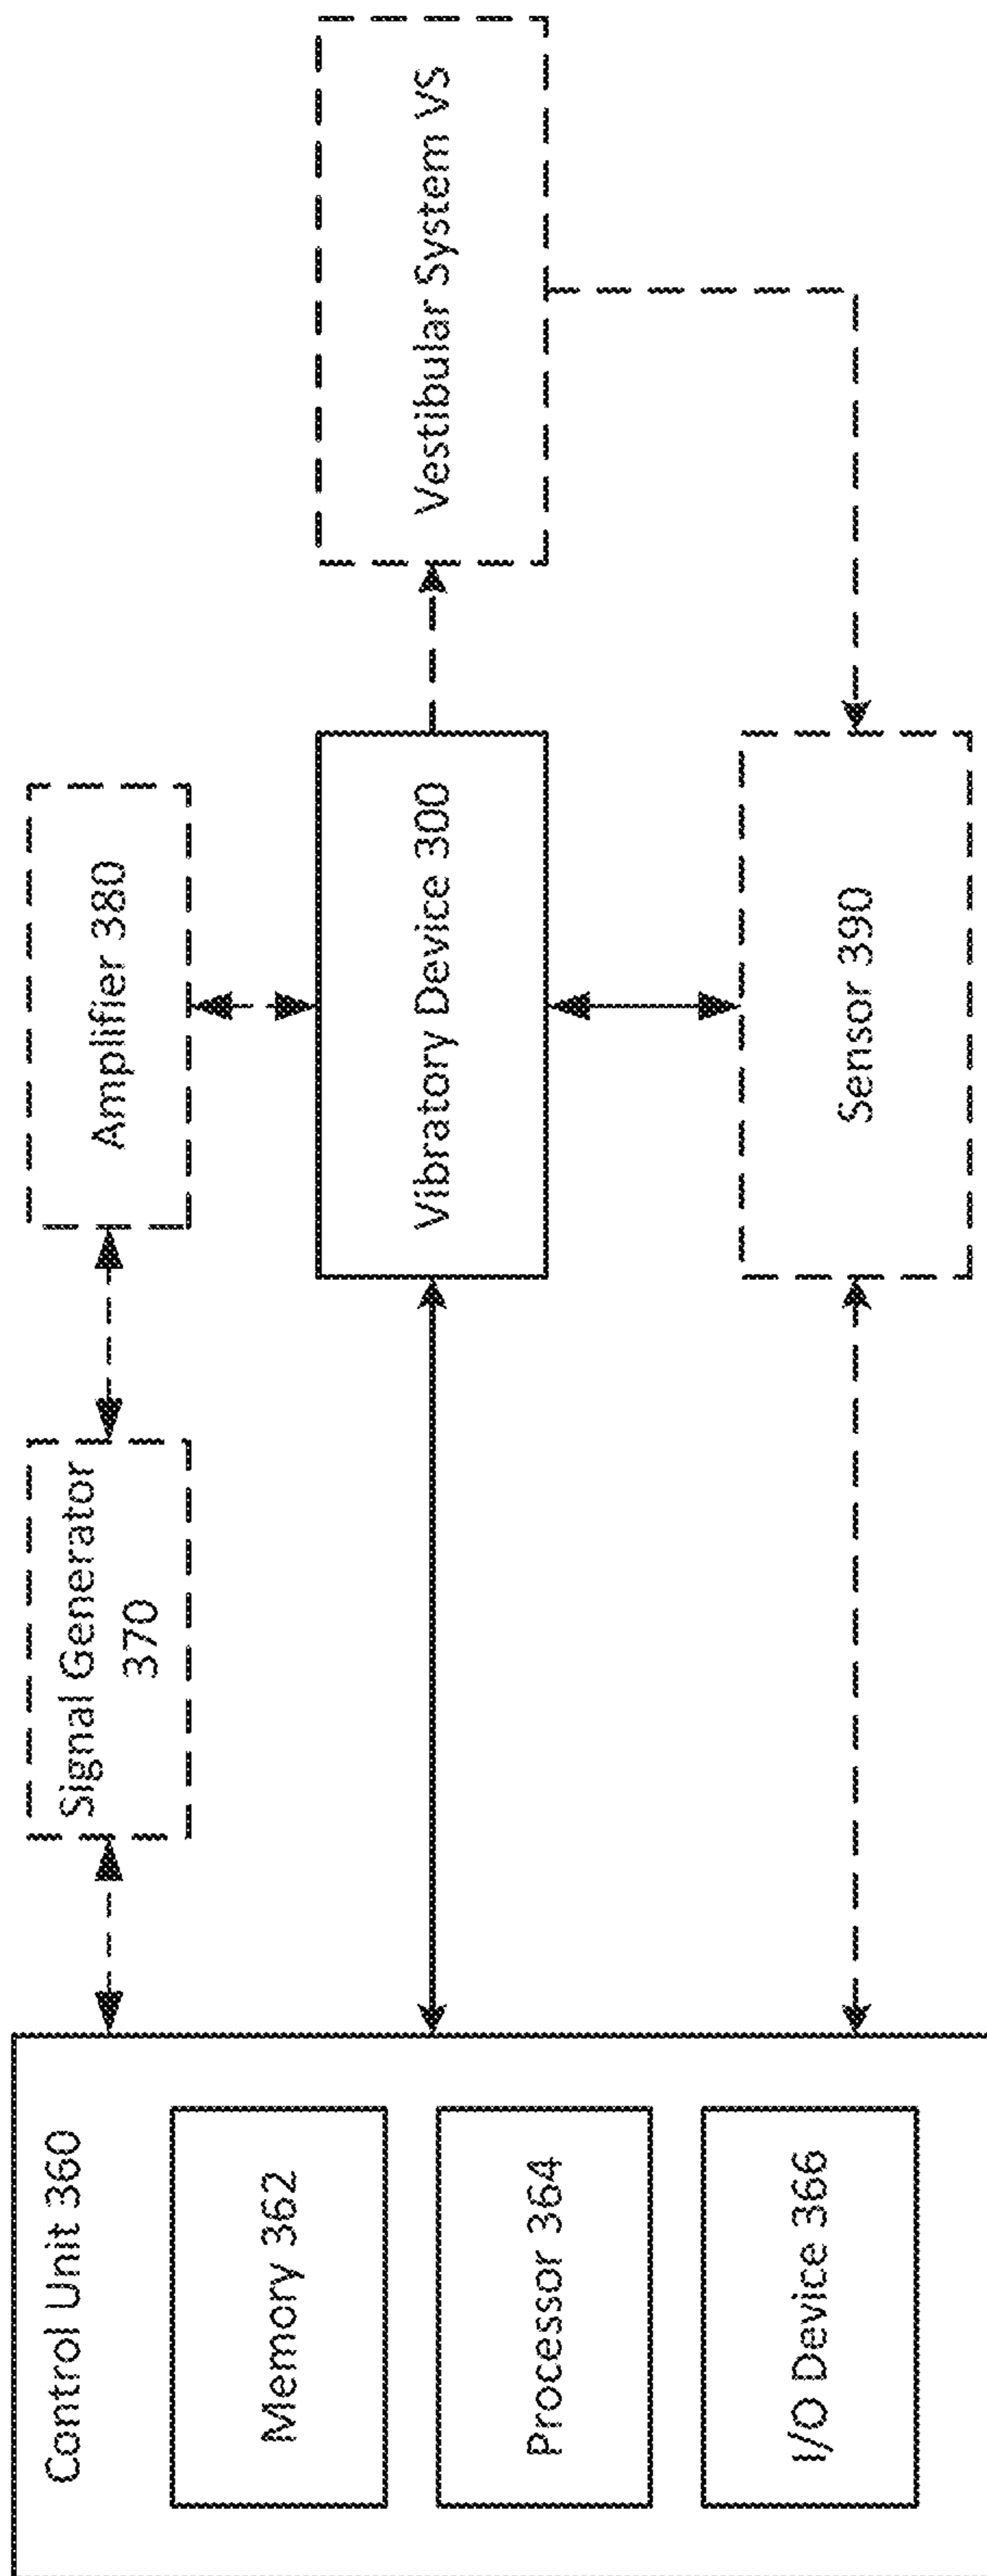 Control Unit 360
Memory 362
Processor 364
I/O Device 366
Signal Generator
370
Amplifier 380
Vibratory Device 300
Sensor 390
Vestibular System VS